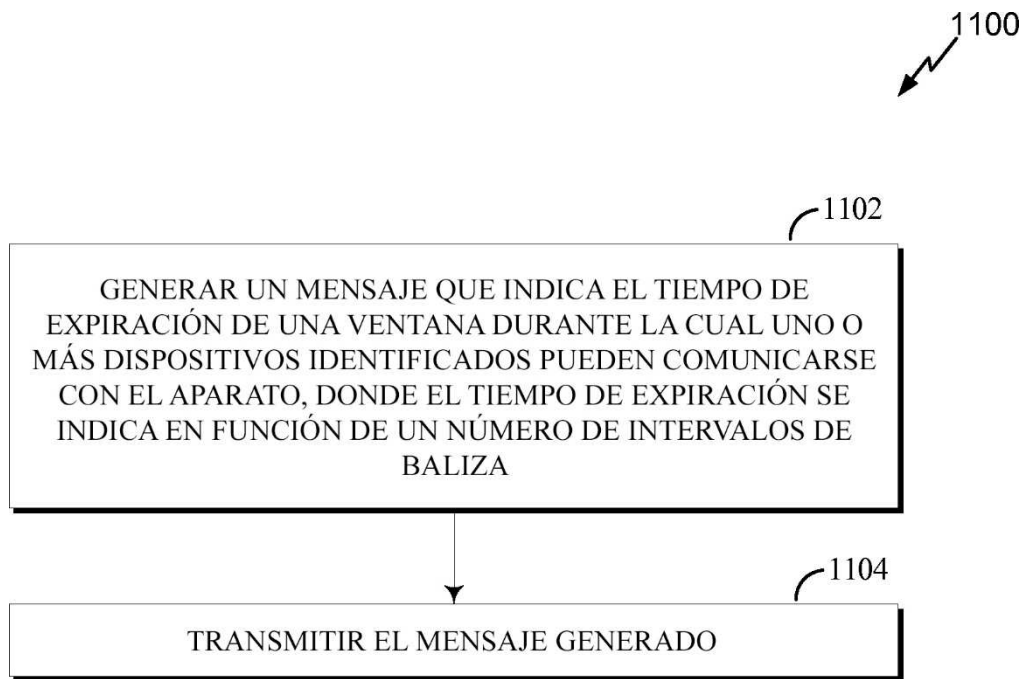 1100
1102
GENERAR UN MENSAJE QUE INDICA EL TIEMPO DE
EXPIRACIÓN DE UNA VENTANA DURANTE LA CUAL UNO O
MÁS DISPOSITIVOS IDENTIFICADOS PUEDEN COMUNICARSE
CON EL APARATO, DONDE EL TIEMPO DE EXPIRACIÓN SE
INDICA EN FUNCIÓN DE UN NÚMERO DE INTERVALOS DE
BALIZA
1104
TRANSMITIR EL MENSAJE GENERADO